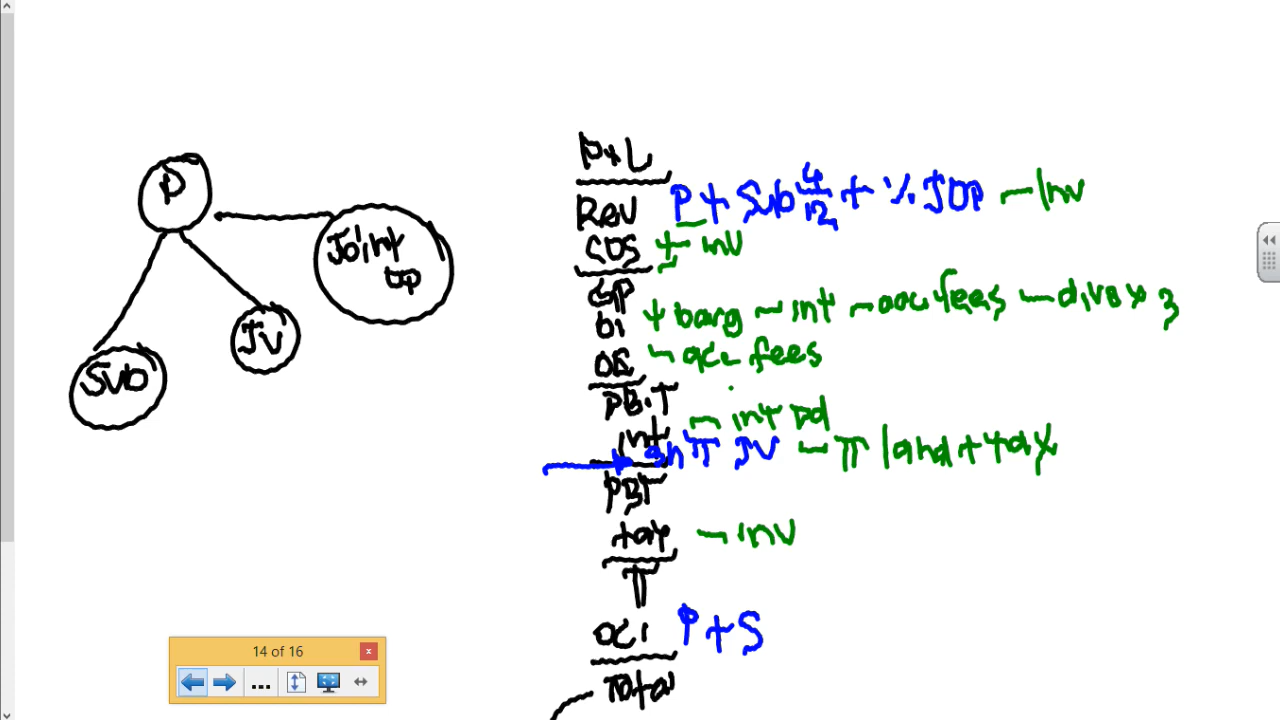 P
Joint
op
JV
Sub
P+L
Rev P + Sub 4/12 + % JOP - Inv
COS + inv
GP
OI + barg - int - acc fees - divs x 3
OE - acc fees
PBIT
int - int pd
sh π JV - π land + tax
PBT
tax - inv
π
OCI P + S
Total
14 of 16
x
...